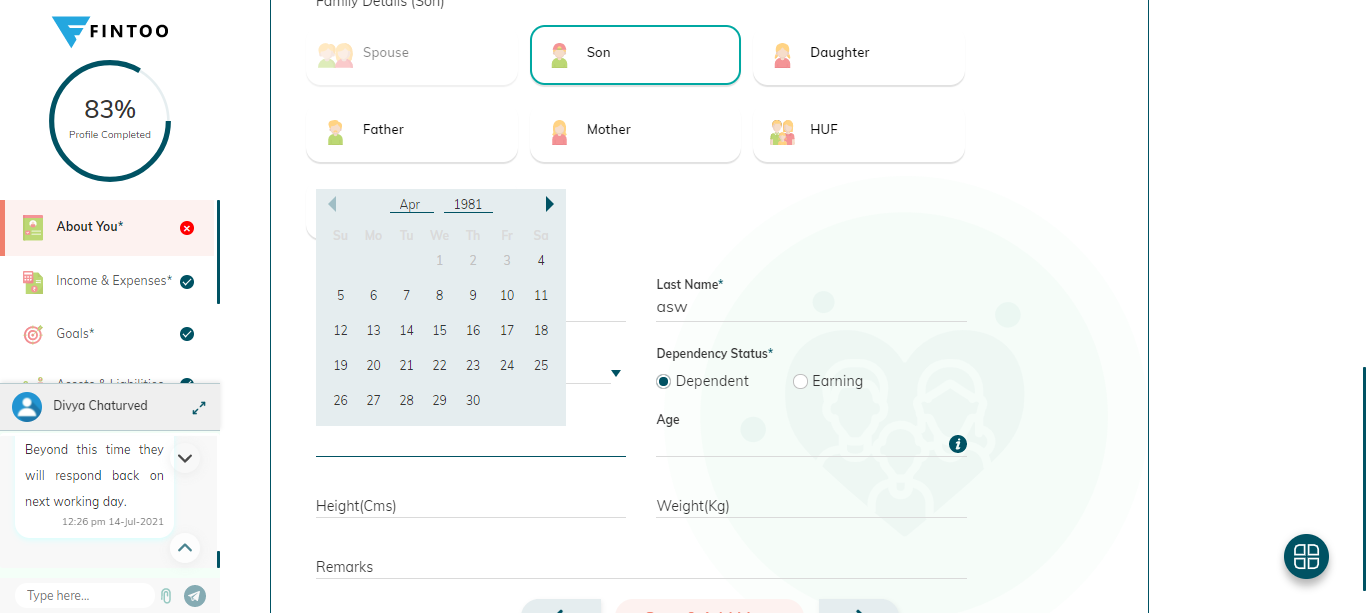 Family Details (Son)
FINTOO
Spouse
Son
Daughter
83%
Profile Completed
Father
Mother
HUF
Apr 1981
About You*
Su Mo Tu We Th Fr Sa
1 2 3 4
Income & Expenses*
Last Name*
5 6 7 8 9 10 11
asw
Goals*
12 13 14 15 16 17 18
Dependency Status*
19 20 21 22 23 24 25
Dependent
Earning
Assets & Liabilities
26 27 28 29 30
Divya Chaturved
Age
Beyond this time they
will respond back on
next working day.
12:26 pm 14-Jul-2021
Height(Cms)
Weight(Kg)
Remarks
Type here...